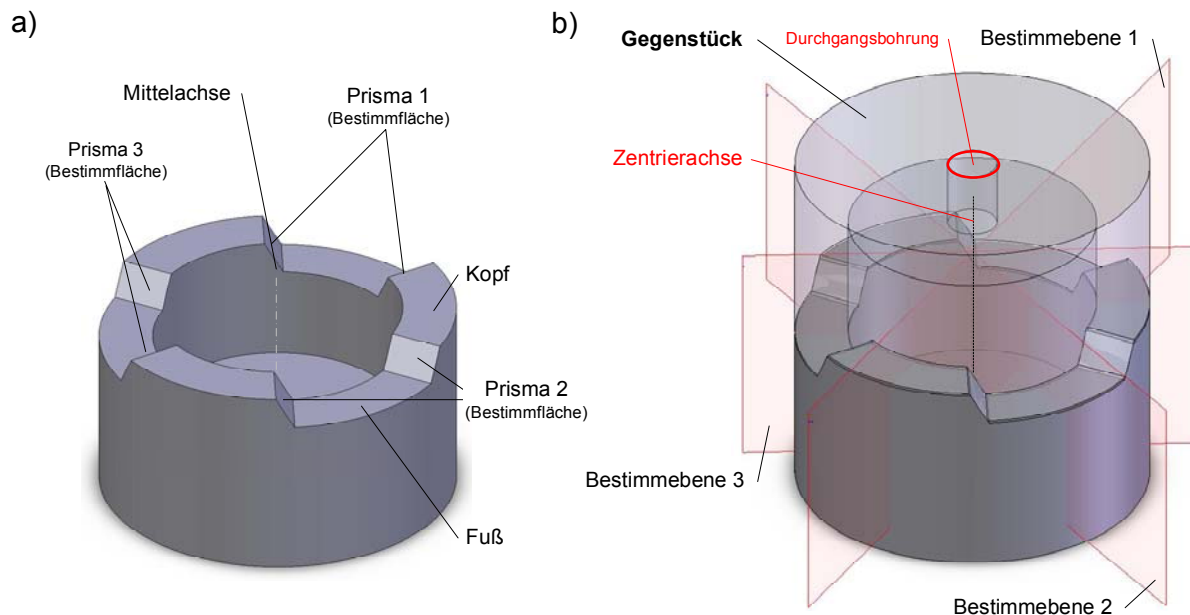 a)
Mittelachse
Prisma 1
(Bestimmfläche)
Prisma 3
(Bestimmfläche)
Kopf
Prisma 2
(Bestimmfläche)
Fuß
b)
Gegenstück
Durchgangsbohrung
Bestimmebene 1
Zentrierachse
Bestimmebene 3
Bestimmebene 2